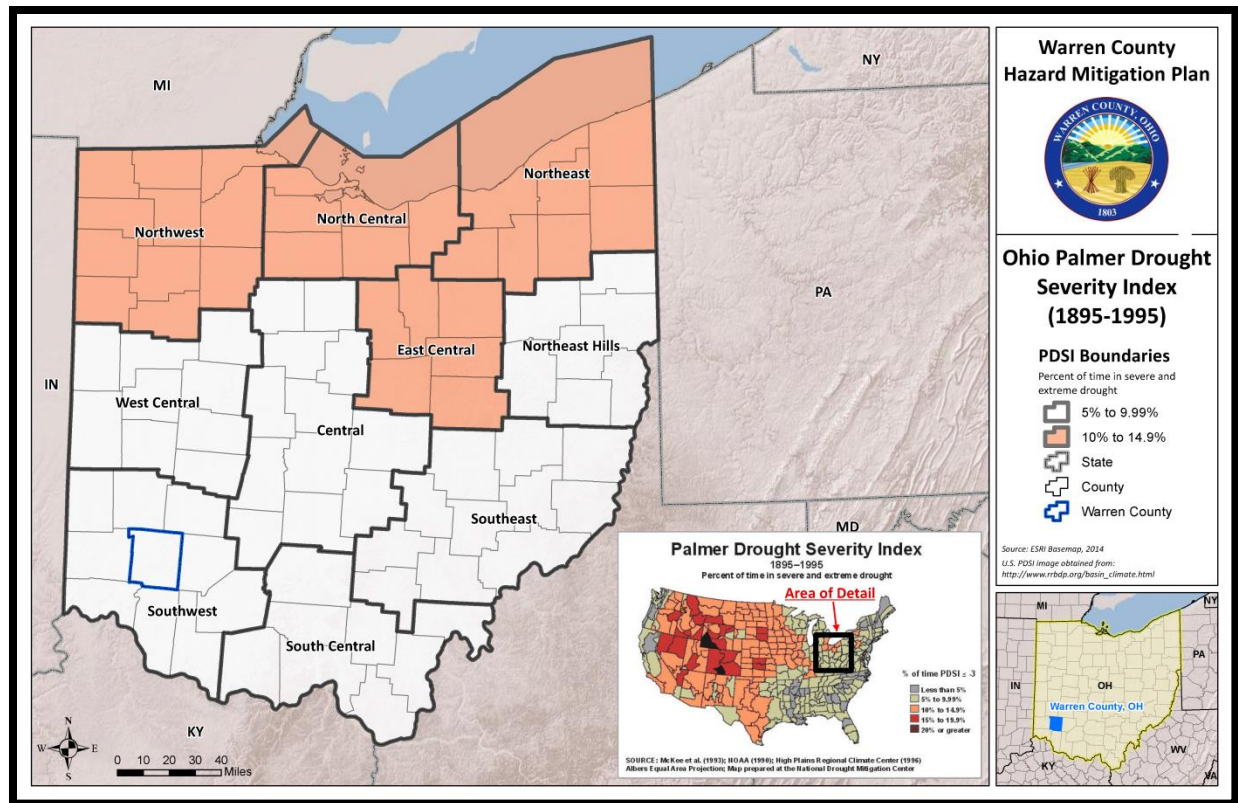 MI
NY
Northeast
North Central
Northwest
PA
East Central
Northeast Hills
IN
West Central
Central
Southeast
MD
Southwest
South Central
KY
N
W
E
S
0 10 20 30 40
Miles
Palmer Drought Severity Index
1895–1995
Percent of time in severe and extreme drought
Area of Detail
% of time PDSI ≤ -3
Less than 5%
5% to 9.99%
10% to 14.9%
15% to 19.9%
20% or greater
SOURCE: McKee et al. (1993); NOAA (1990); High Plains Regional Climate Center (1996)
Albers Equal Area Projection; Map prepared at the National Drought Mitigation Center
Warren County
Hazard Mitigation Plan
WARREN COUNTY, OHIO
1803
Ohio Palmer Drought
Severity Index
(1895-1995)
PDSI Boundaries
Percent of time in severe and
extreme drought
5% to 9.99%
10% to 14.9%
State
County
Warren County
Source: ESRI Basemap, 2014
U.S. PDSI image obtained from:
http://www.rrbdp.org/basin_climate.html
MI
NY
PA
IN
OH
Warren County, OH
WV
KY
VA